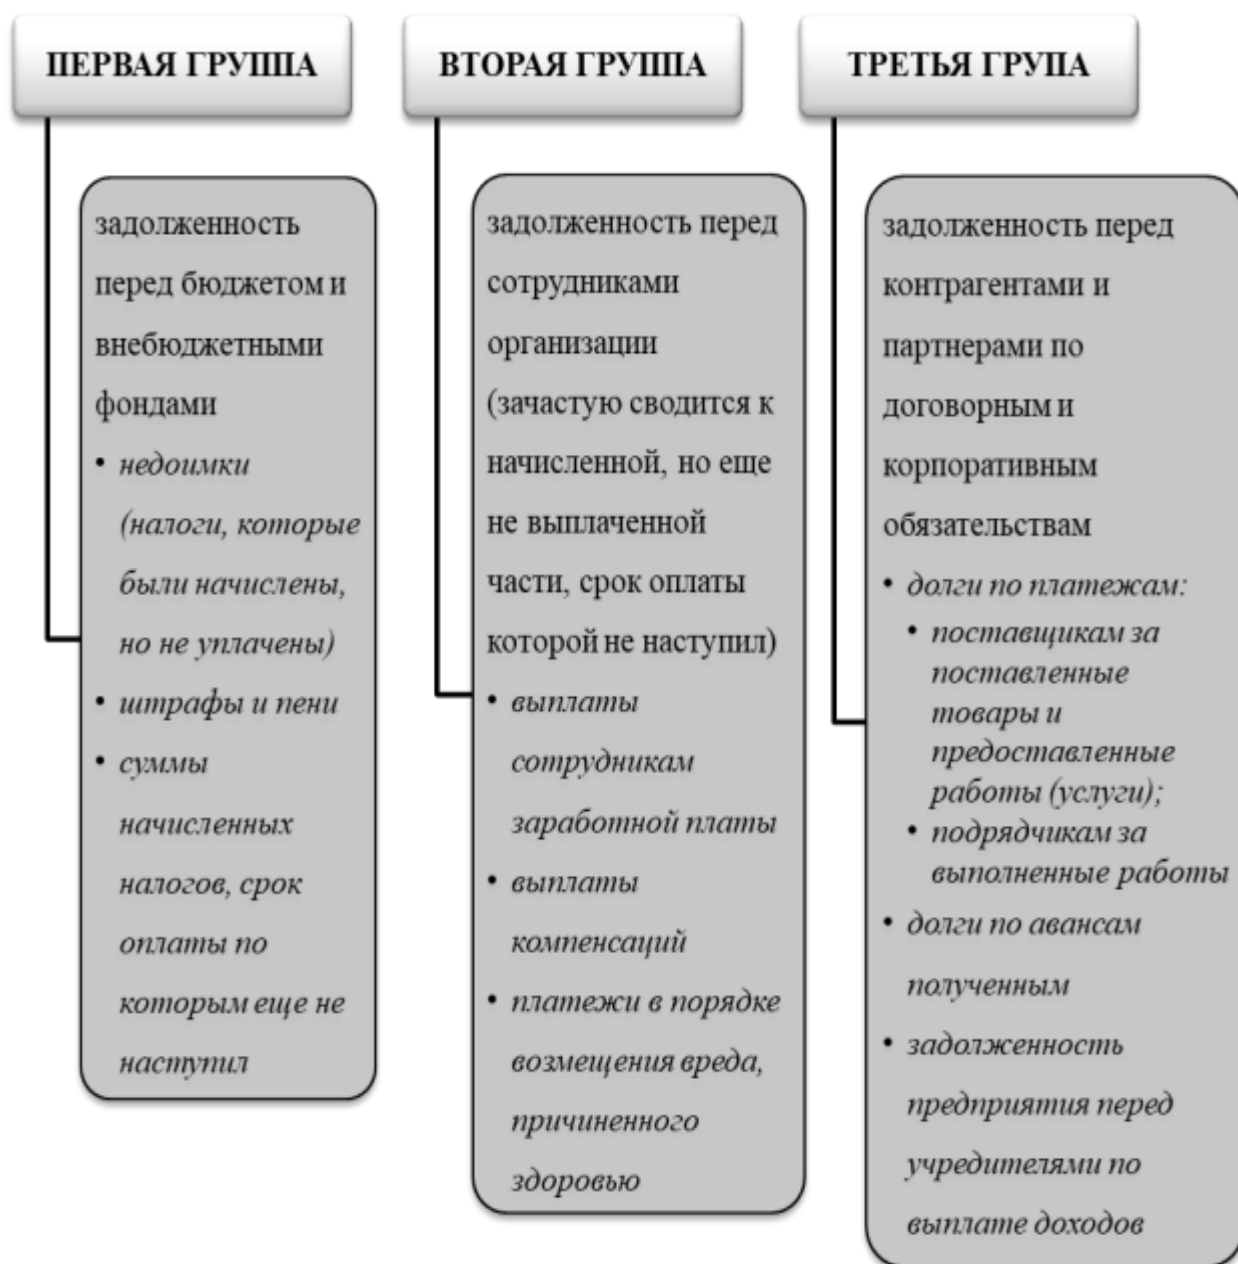 ПЕРВАЯ ГРУППА
задолженность
перед бюджетом и
внебюджетными
фондами
• недоимки
(налоги, которые
были начислены,
но не уплачены)
• штрафы и пени
• суммы
начисленных
налогов, срок
оплаты по
которым еще не
наступил
ВТОРАЯ ГРУППА
задолженность перед
сотрудниками
организации
(зачастую сводится к
начисленной, но еще
не выплаченной
части, срок оплаты
которой не наступил)
• выплаты
сотрудникам
заработной платы
• выплаты
компенсаций
• платежи в порядке
возмещения вреда,
причиненного
здоровью
ТРЕТЬЯ ГРУПА
задолженность перед
контрагентами и
партнерами по
договорным и
корпоративным
обязательствам
• долги по платежам:
• поставщикам за
поставленные
товары и
предоставленные
работы (услуги);
• подрядчикам за
выполненные работы
• долги по авансам
полученным
• задолженность
предприятия перед
учредителями по
выплате доходов